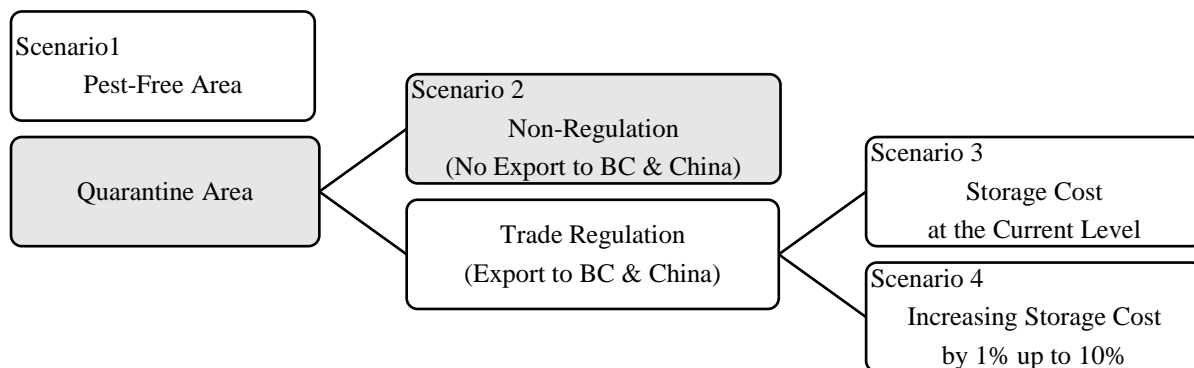 Scenario1
Pest-Free Area
Quarantine Area
Scenario 2
Non-Regulation
(No Export to BC & China)
Trade Regulation
(Export to BC & China)
Scenario 3
Storage Cost
at the Current Level
Scenario 4
Increasing Storage Cost
by 1% up to 10%